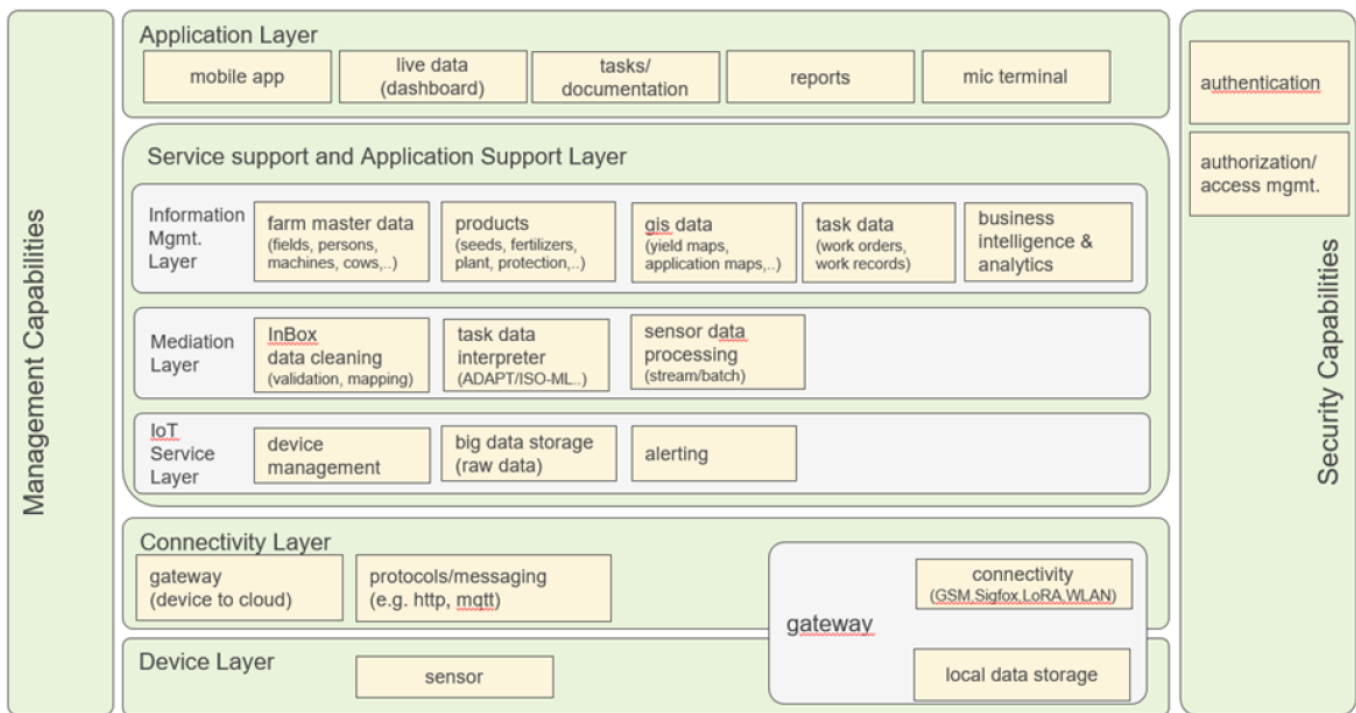 Management Capabilities
Application Layer
mobile app
live data
(dashboard)
tasks/
documentation
reports
mic terminal
Service support and Application Support Layer
Information
Mgmt.
Layer
farm master data
(fields, persons,
machines, cows,..)
products
(seeds, fertilizers,
plant, protection,..)
gis data
(yield maps,
application maps,..)
task data
(work orders,
work records)
business
intelligence &
analytics
Mediation
Layer
InBox
data cleaning
(validation, mapping)
task data
interpreter
(ADAPT/ISO-ML..)
sensor data
processing
(stream/batch)
IoT
Service
Layer
device
management
big data storage
(raw data)
alerting
Connectivity Layer
gateway
(device to cloud)
protocols/messaging
(e.g. http, mqtt)
gateway
connectivity
(GSM,Sigfox,LoRA,WLAN)
local data storage
Device Layer
sensor
authentication
authorization/
access mgmt.
Security Capabilities